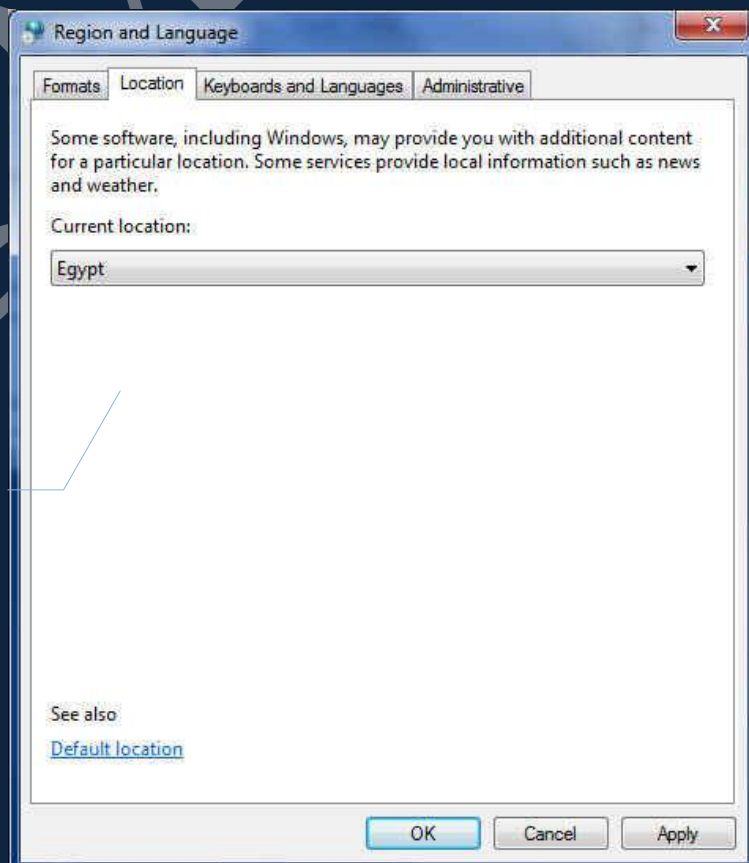 Region and Language
Formats Location Keyboards and Languages Administrative
Some software, including Windows, may provide you with additional content
for a particular location. Some services provide local information such as news
and weather.
Current location:
Egypt
See also
Default location
OK Cancel Apply